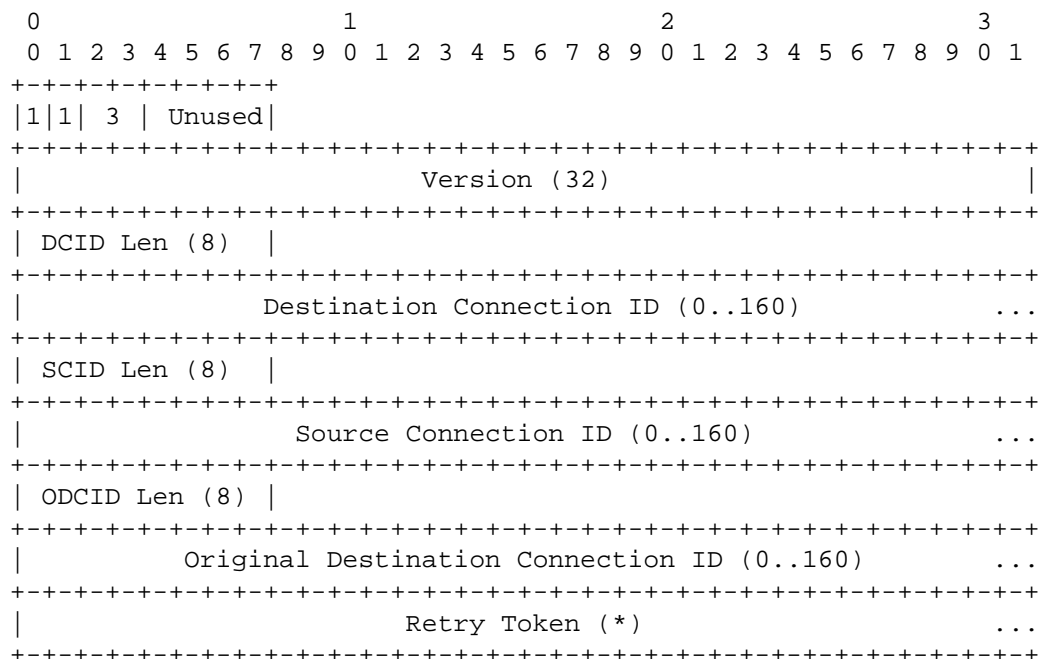 0                   1                   2                   3
 0 1 2 3 4 5 6 7 8 9 0 1 2 3 4 5 6 7 8 9 0 1 2 3 4 5 6 7 8 9 0 1
+-+-+-+-+-+-+-+-+
|1|1| 3 | Unused|
+-+-+-+-+-+-+-+-+-+-+-+-+-+-+-+-+-+-+-+-+-+-+-+-+-+-+-+-+-+-+-+-+
|                         Version (32)                          |
+-+-+-+-+-+-+-+-+-+-+-+-+-+-+-+-+-+-+-+-+-+-+-+-+-+-+-+-+-+-+-+-+
| DCID Len (8)  |
+-+-+-+-+-+-+-+-+-+-+-+-+-+-+-+-+-+-+-+-+-+-+-+-+-+-+-+-+-+-+-+-+
|               Destination Connection ID (0..160)            ...
+-+-+-+-+-+-+-+-+-+-+-+-+-+-+-+-+-+-+-+-+-+-+-+-+-+-+-+-+-+-+-+-+
| SCID Len (8)  |
+-+-+-+-+-+-+-+-+-+-+-+-+-+-+-+-+-+-+-+-+-+-+-+-+-+-+-+-+-+-+-+-+
|                 Source Connection ID (0..160)               ...
+-+-+-+-+-+-+-+-+-+-+-+-+-+-+-+-+-+-+-+-+-+-+-+-+-+-+-+-+-+-+-+-+
| ODCID Len (8) |
+-+-+-+-+-+-+-+-+-+-+-+-+-+-+-+-+-+-+-+-+-+-+-+-+-+-+-+-+-+-+-+-+
|          Original Destination Connection ID (0..160)        ...
+-+-+-+-+-+-+-+-+-+-+-+-+-+-+-+-+-+-+-+-+-+-+-+-+-+-+-+-+-+-+-+-+
|                        Retry Token (*)                      ...
+-+-+-+-+-+-+-+-+-+-+-+-+-+-+-+-+-+-+-+-+-+-+-+-+-+-+-+-+-+-+-+-+